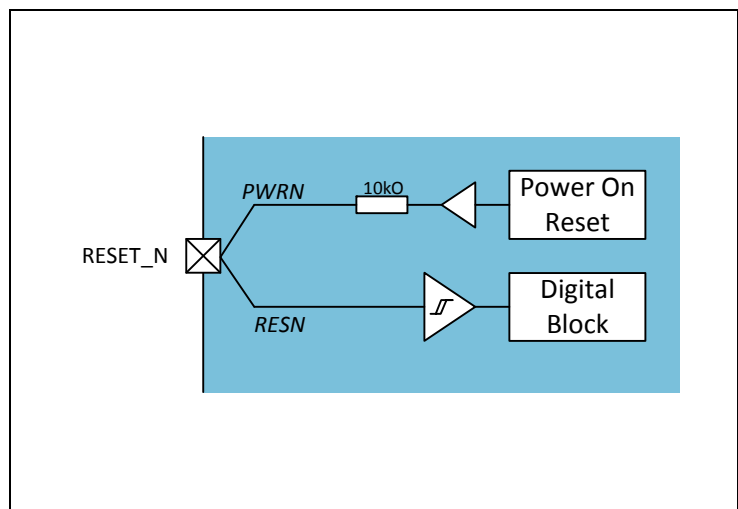 PWRN
10kO
Power On
Reset
RESET_N
RESN
Digital
Block